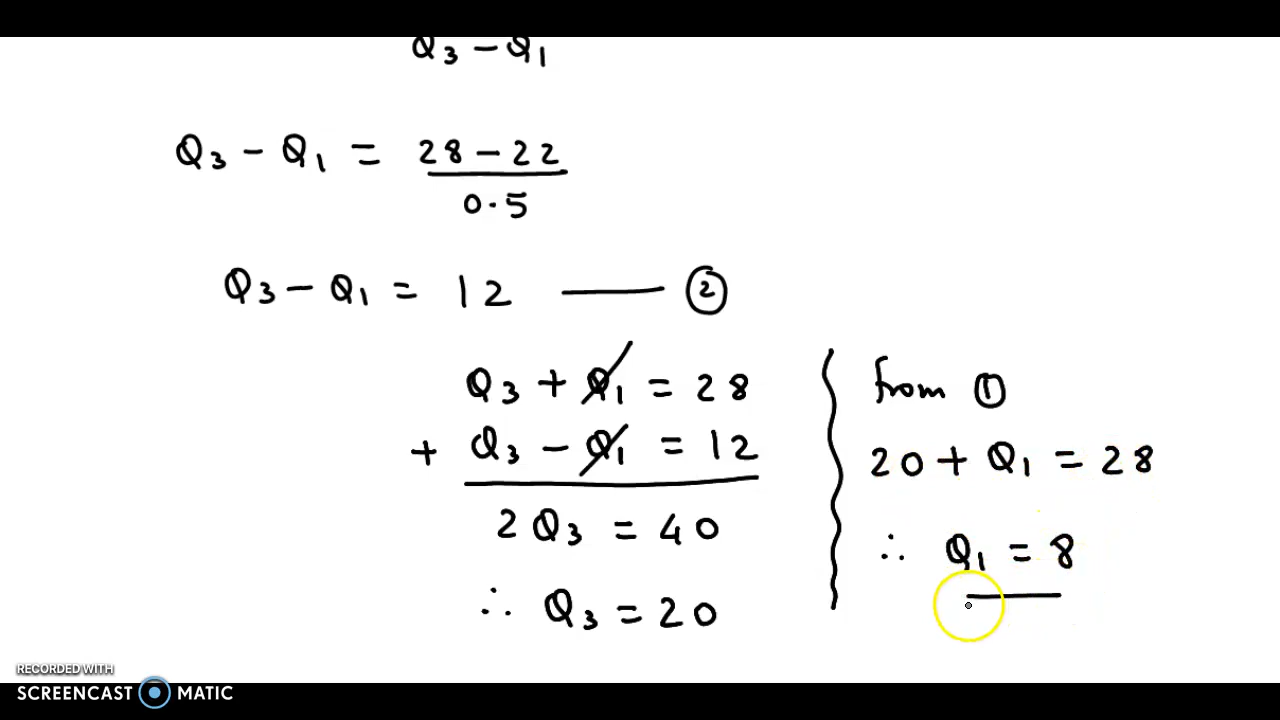 Q3 − Q1
Q3 − Q1 = 28 − 22
0.5
Q3 − Q1 = 12 —— ②
Q3 + Q1 = 28
+ Q3 − Q1 = 12
2Q3 = 40
∴ Q3 = 20
from ①
20 + Q1 = 28
∴ Q1 = 8
RECORDED WITH
SCREENCAST MATIC